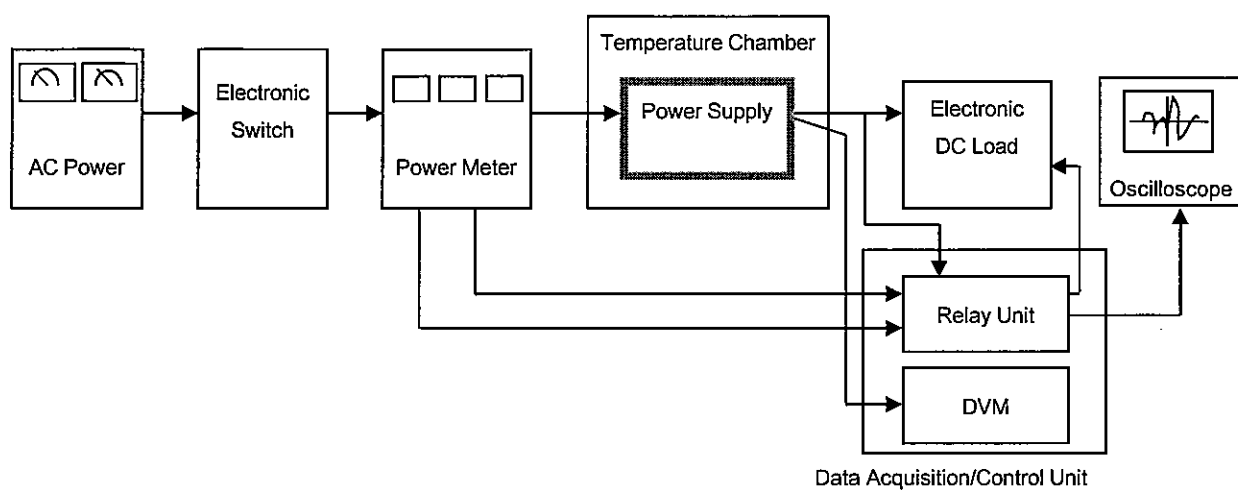 Temperature Chamber
AC Power
Electronic
Switch
Power Meter
Power Supply
Electronic
DC Load
Oscilloscope
Relay Unit
DVM
Data Acquisition/Control Unit